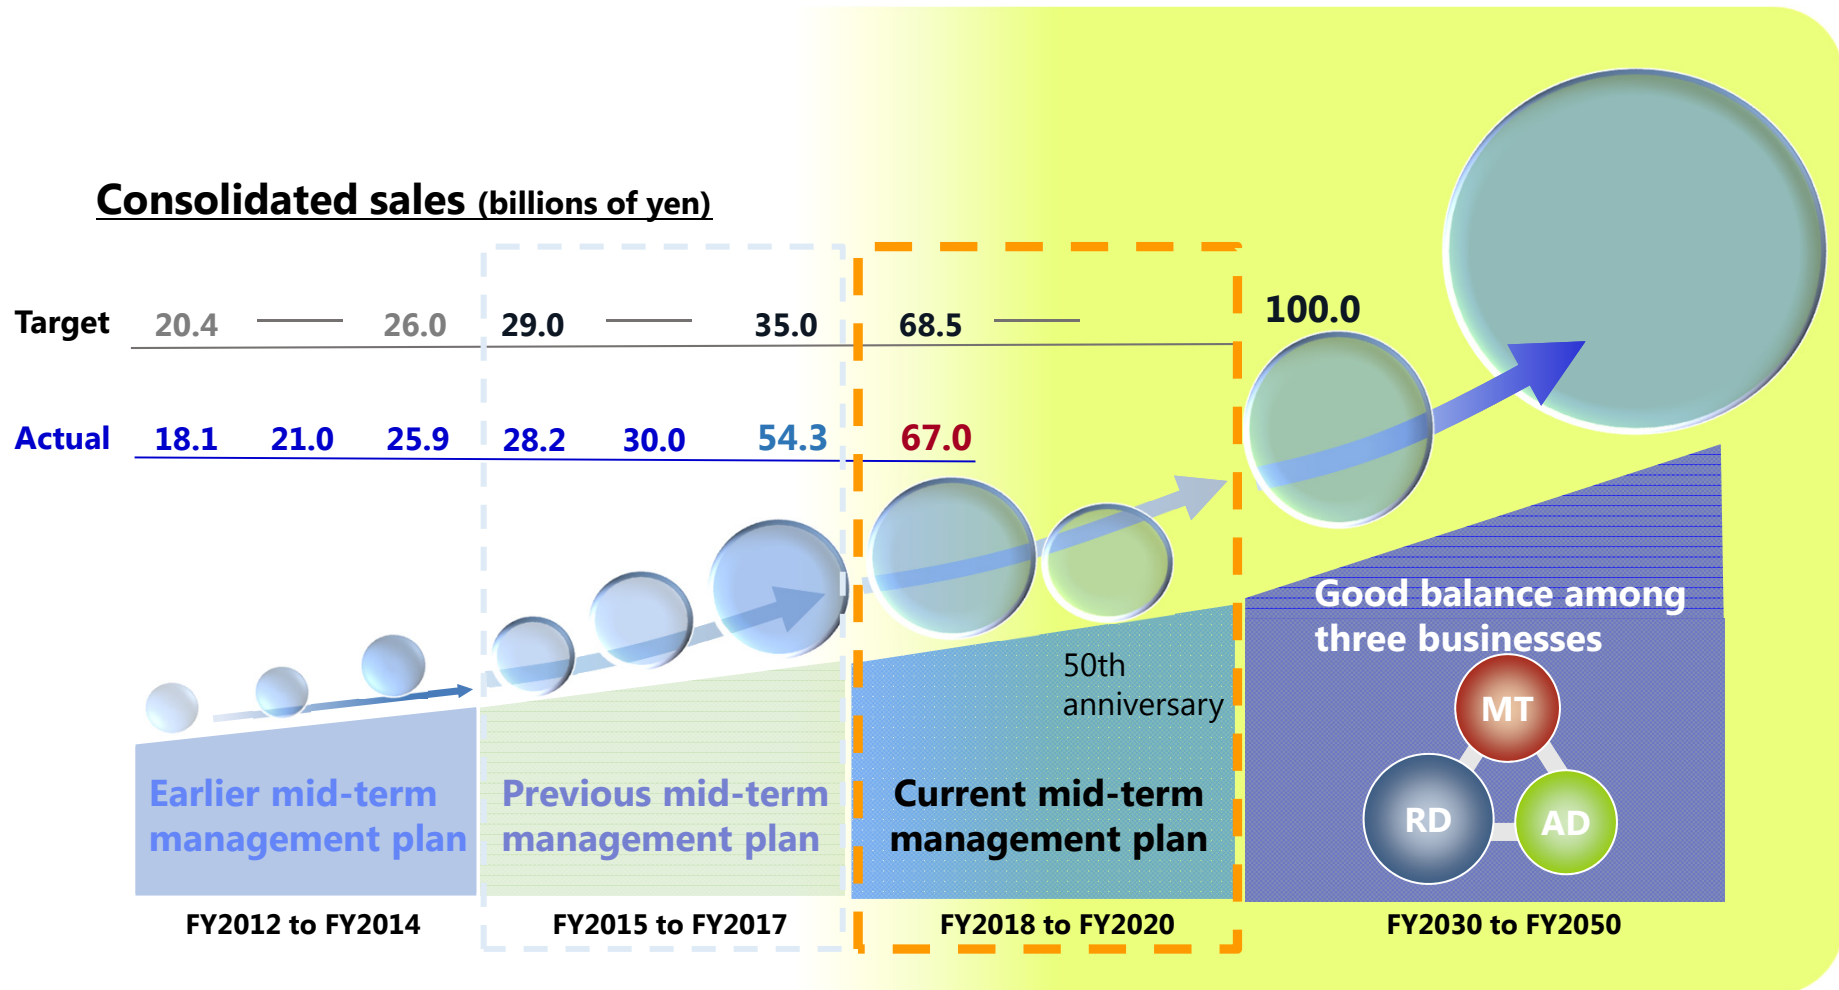 Consolidated sales (billions of yen)
Target 20.4 26.0 29.0 35.0 68.5 100.0
Actual 18.1 21.0 25.9 28.2 30.0 54.3 67.0
Good balance among
three businesses
50th
anniversary
MT
RD
AD
Earlier mid-term
management plan
Previous mid-term
management plan
Current mid-term
management plan
FY2012 to FY2014
FY2015 to FY2017
FY2018 to FY2020
FY2030 to FY2050